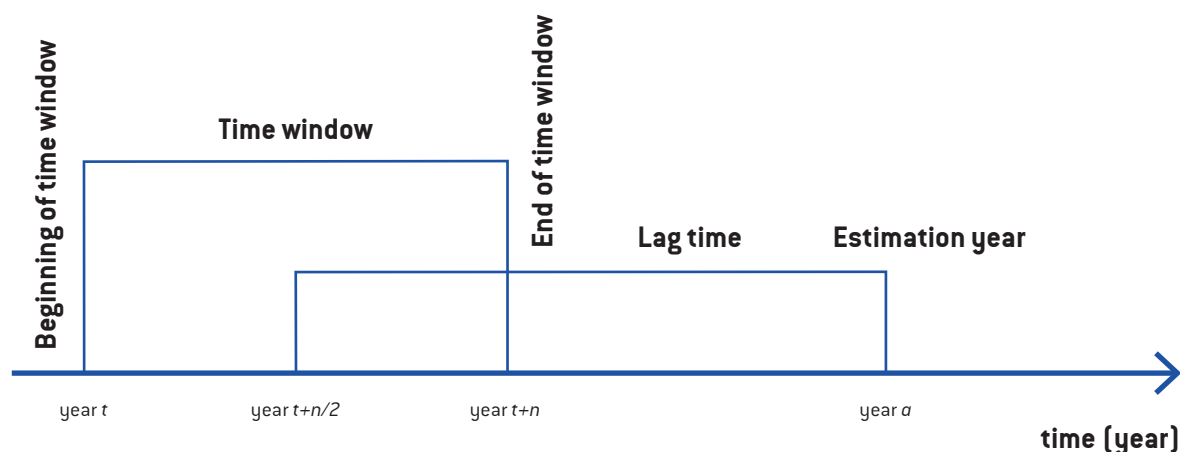 Beginning of time window
Time window
End of time window
Lag time
Estimation year
year t
year t+n/2
year t+n
year a
time (year)